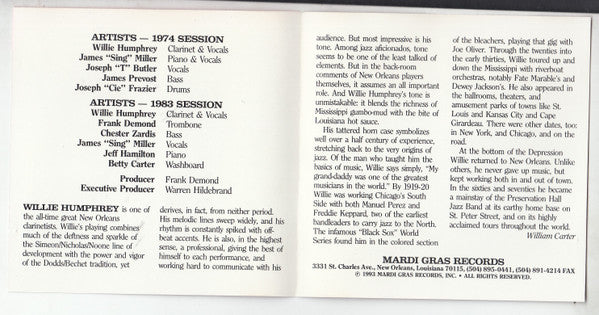 ARTISTS — 1974 SESSION
Willie Humphrey Clarinet & Vocals
James "Sing" Miller Piano & Vocals
Joseph "T" Butler Vocals
James Prevost Bass
Joseph "Cie" Frazier Drums
ARTISTS — 1983 SESSION
Willie Humphrey Clarinet & Vocals
Frank Demond Trombone
Chester Zardis Bass
James "Sing" Miller Vocals
Jeff Hamilton Piano
Betty Carter Washboard
Producer Frank Demond
Executive Producer Warren Hildebrand
WILLIE HUMPHREY is one of
the all-time great New Orleans
clarinetists. Willie's playing combines
much of the deftness and sparkle of
the Simeon/Nicholas/Noone line of
development with the power and vigor
of the Dodds/Bechet tradition, yet
derives, in fact, from neither period.
His melodic lines sweep widely, and his
rhythm is constantly spiked with off-
beat accents. He is also, in the highest
sense, a professional, giving the best of
himself to each performance, and
working hard to communicate with his
audience. But most impressive is his
tone. Among jazz aficionados, tone
seems to be one of the least talked of
elements. But in the back-room
comments of New Orleans players
themselves, it assumes an all important
role. And Willie Humphrey's tone is
unmistakable: it blends the richness of
Mississippi gumbo-mud with the bite of
Louisiana hot sauce.
His tattered horn case symbolizes
well over a half century of experience,
stretching back to the very origins of
jazz. Of the man who taught him the
basics of music, Willie says simply, "My
grand-daddy was one of the greatest
musicians in the world." By 1919-20
Willie was working Chicago's South
Side with both Manuel Perez and
Freddie Keppard, two of the earliest
bandleaders to carry jazz to the North.
The infamous "Black Sox" World
Series found him in the colored section
of the bleachers, playing that gig with
Joe Oliver. Through the twenties into
the early thirties, Willie toured up and
down the Mississippi with riverboat
orchestras, notably Fate Marable's and
Dewey Jackson's. He also appeared in
the ballrooms, theaters, and
amusement parks of towns like St.
Louis and Kansas City and Cape
Girardeau. There were other dates, too:
in New York, and Chicago, and on the
road.
At the bottom of the Depression
Willie returned to New Orleans. Unlike
others, he never gave up music, but
kept working both in and out of town.
In the sixties and seventies he became
a mainstay of the Preservation Hall
Jazz Band at its earthy home base on
St. Peter Street, and on its highly
acclaimed tours throughout the world.
William Carter
MARDI GRAS RECORDS
3331 St. Charles Ave., New Orleans, Louisiana 70115, (504) 895-0441, (504) 891-4214 FAX
℗ 1993 MARDI GRAS RECORDS, INC. • ALL RIGHTS RESERVED.